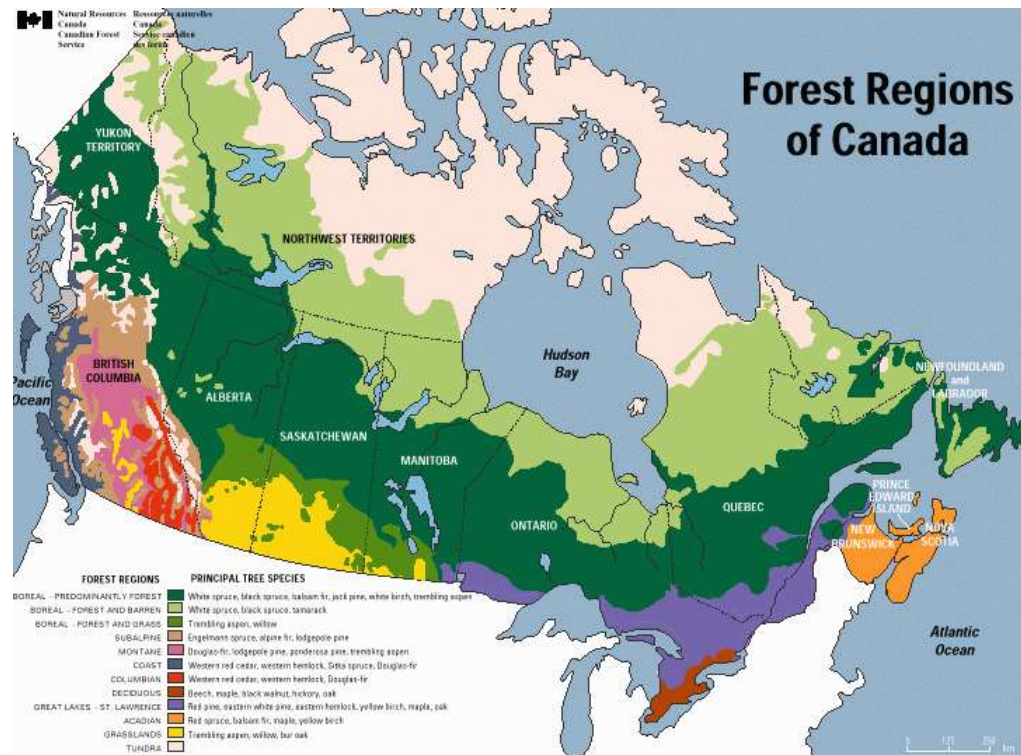 Natural Resources Ressources naturelles
Canada Canada
Canadian Forest Service canadien
Service des forêts
Forest Regions
of Canada
YUKON
TERRITORY
NORTHWEST TERRITORIES
Pacific
Ocean
BRITISH
COLUMBIA
ALBERTA
SASKATCHEWAN
MANITOBA
Hudson
Bay
ONTARIO
QUEBEC
NEWFOUNDLAND
and
LABRADOR
PRINCE
EDWARD
ISLAND
NEW
BRUNSWICK
NOVA
SCOTIA
Atlantic
Ocean
FOREST REGIONS PRINCIPAL TREE SPECIES
BOREAL - PREDOMINANTLY FOREST White spruce, black spruce, balsam fir, jack pine, white birch, trembling aspen
BOREAL - FOREST AND BARREN White spruce, black spruce, tamarack
BOREAL - FOREST AND GRASS Trembling aspen, willow
SUBALPINE Engelmann spruce, alpine fir, lodgepole pine
MONTANE Douglas-fir, lodgepole pine, ponderosa pine, trembling aspen
COAST Western red cedar, western hemlock, Sitka spruce, Douglas-fir
COLUMBIAN Western red cedar, western hemlock, Douglas-fir
DECIDUOUS Beech, maple, black walnut, hickory, oak
GREAT LAKES - ST. LAWRENCE Red pine, eastern white pine, eastern hemlock, yellow birch, maple, oak
ACADIAN Red spruce, balsam fir, maple, yellow birch
GRASSLANDS Trembling aspen, willow, bur oak
TUNDRA
0 125 250
km